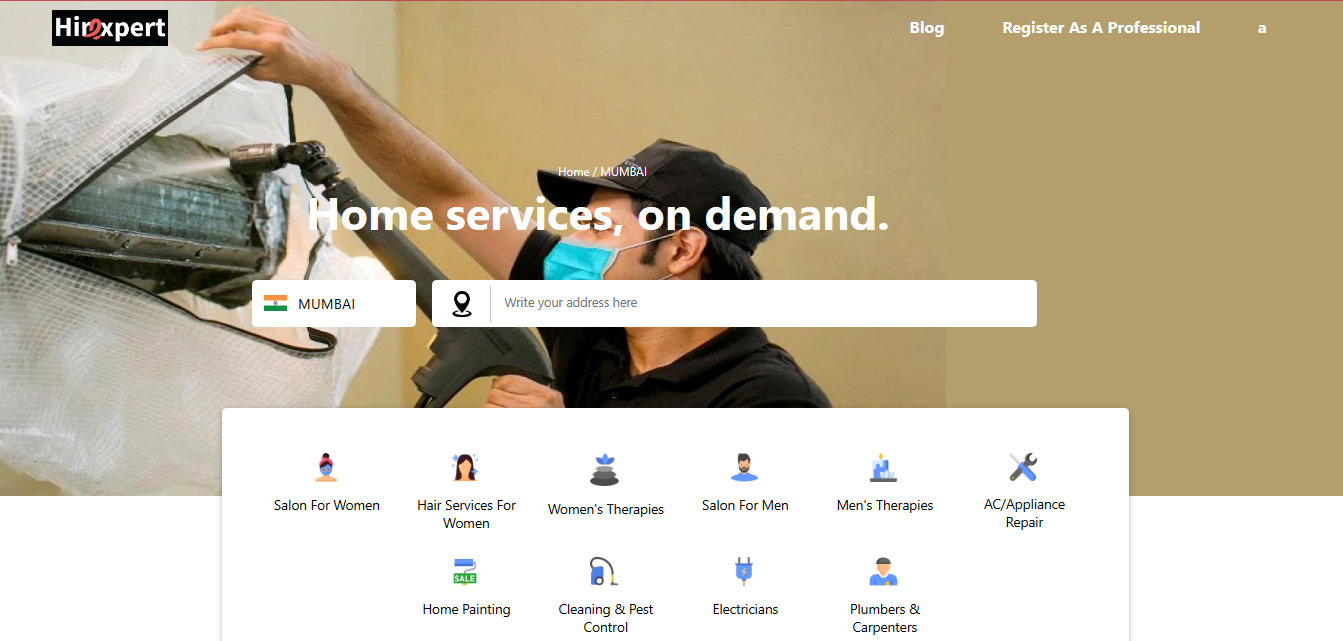 Hirexpert
Blog
Register As A Professional
a
Home / MUMBAI
Home services, on demand.
MUMBAI
Write your address here
Salon For Women
Hair Services For
Women
Women's Therapies
Salon For Men
Men's Therapies
AC/Appliance
Repair
SALE
Home Painting
Cleaning & Pest
Control
Electricians
Plumbers &
Carpenters